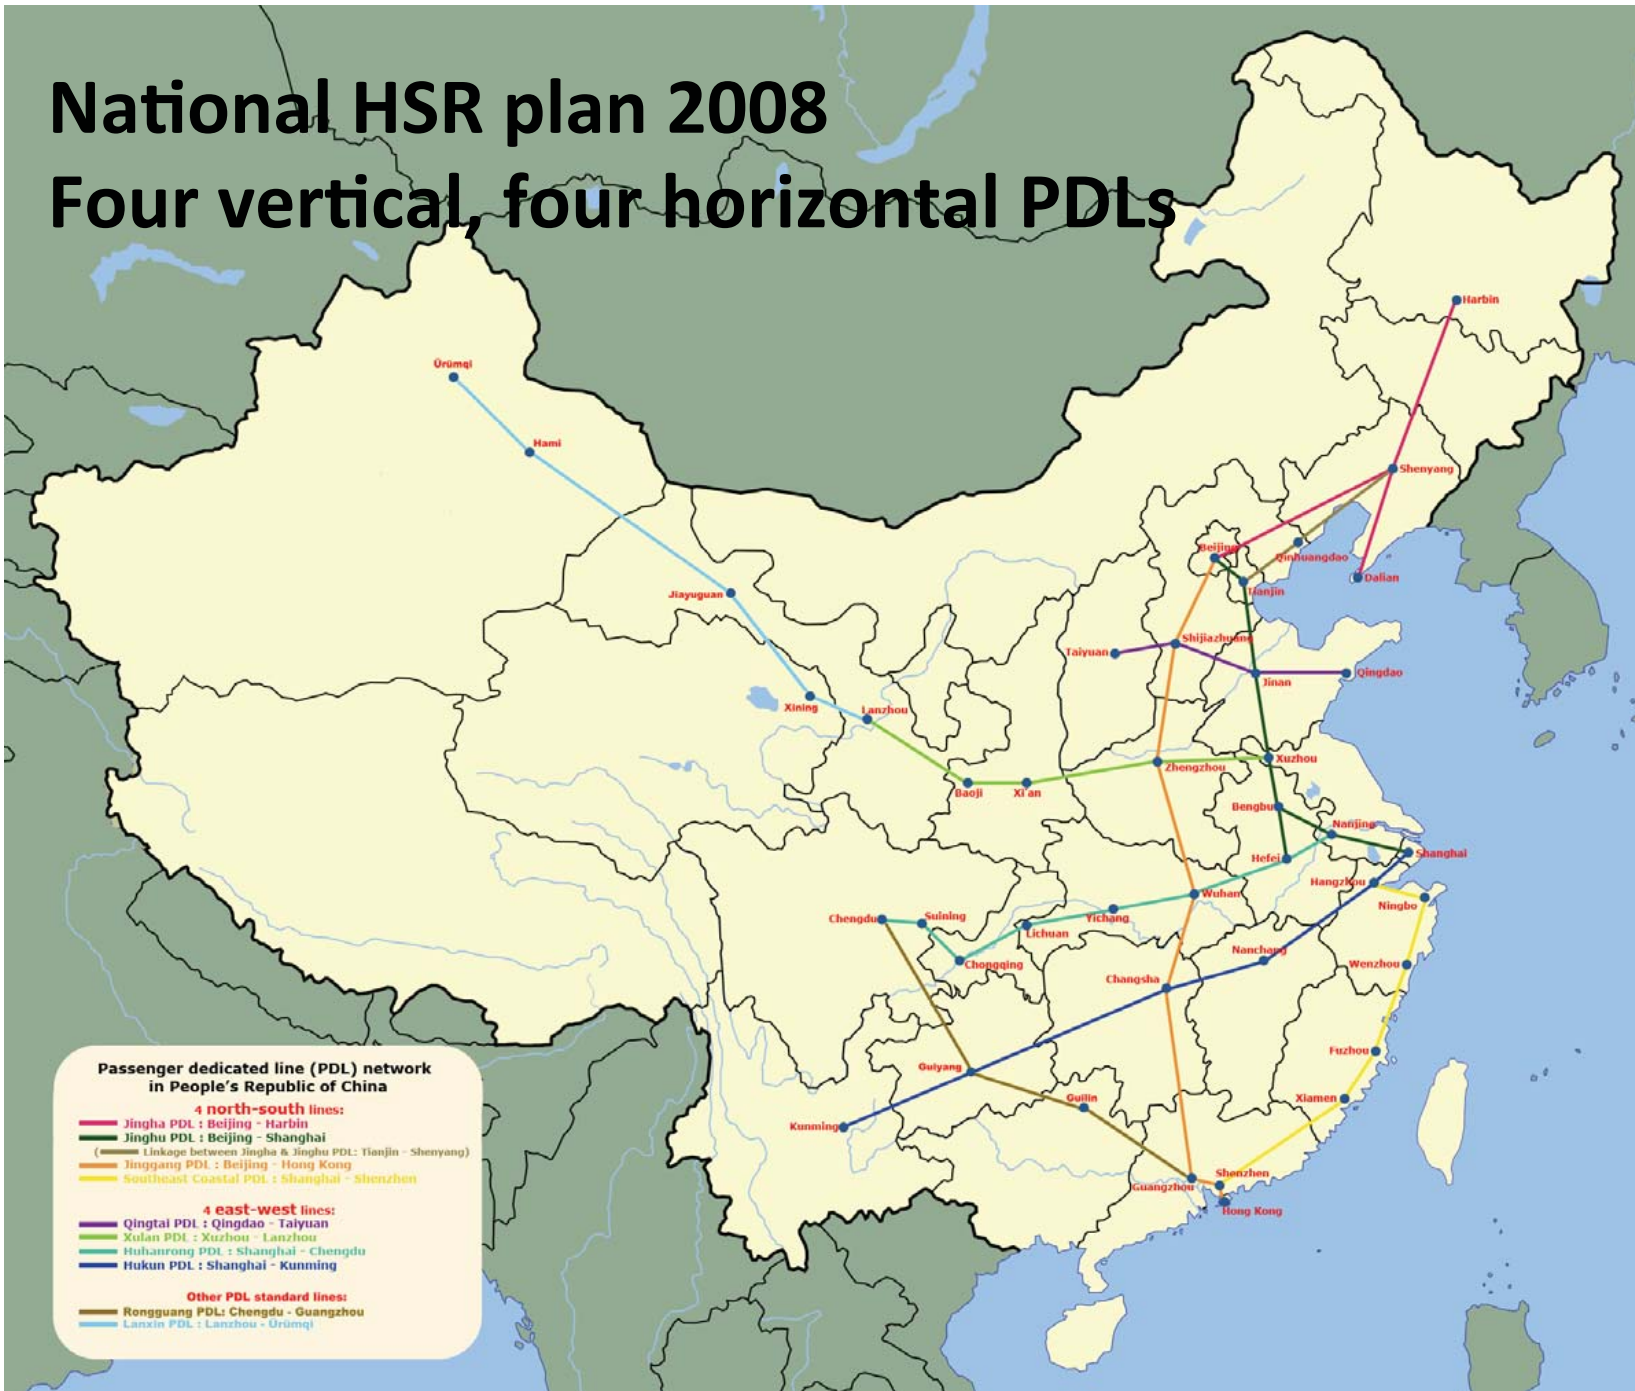 National HSR plan 2008
Four vertical, four horizontal PDLs
Harbin
Ürümqi
Hami
Shenyang
Beijing
Qinhuangdao
Dalian
Tianjin
Jiayuguan
Shijiazhuang
Taiyuan
Qingdao
Jinan
Xining
Lanzhou
Xuzhou
Zhengzhou
Baoji
Xi'an
Bengbu
Nanjing
Hefei
Shanghai
Hangzhou
Wuhan
Ningbo
Chengdu
Suining
Yichang
Lichuan
Nanchang
Chongqing
Wenzhou
Changsha
Fuzhou
Guiyang
Guilin
Xiamen
Kunming
Shenzhen
Guangzhou
Hong Kong
Passenger dedicated line (PDL) network
in People's Republic of China
4 north-south lines:
Jingha PDL : Beijing - Harbin
Jinghu PDL : Beijing - Shanghai
( Linkage between Jingha & Jinghu PDL: Tianjin - Shenyang)
Jinggang PDL : Beijing - Hong Kong
Southeast Coastal PDL : Shanghai - Shenzhen
4 east-west lines:
Qingtai PDL : Qingdao - Taiyuan
Xulan PDL : Xuzhou - Lanzhou
Huhanrong PDL : Shanghai - Chengdu
Hukun PDL : Shanghai - Kunming
Other PDL standard lines:
Rongguang PDL: Chengdu - Guangzhou
Lanxin PDL : Lanzhou - Ürümqi